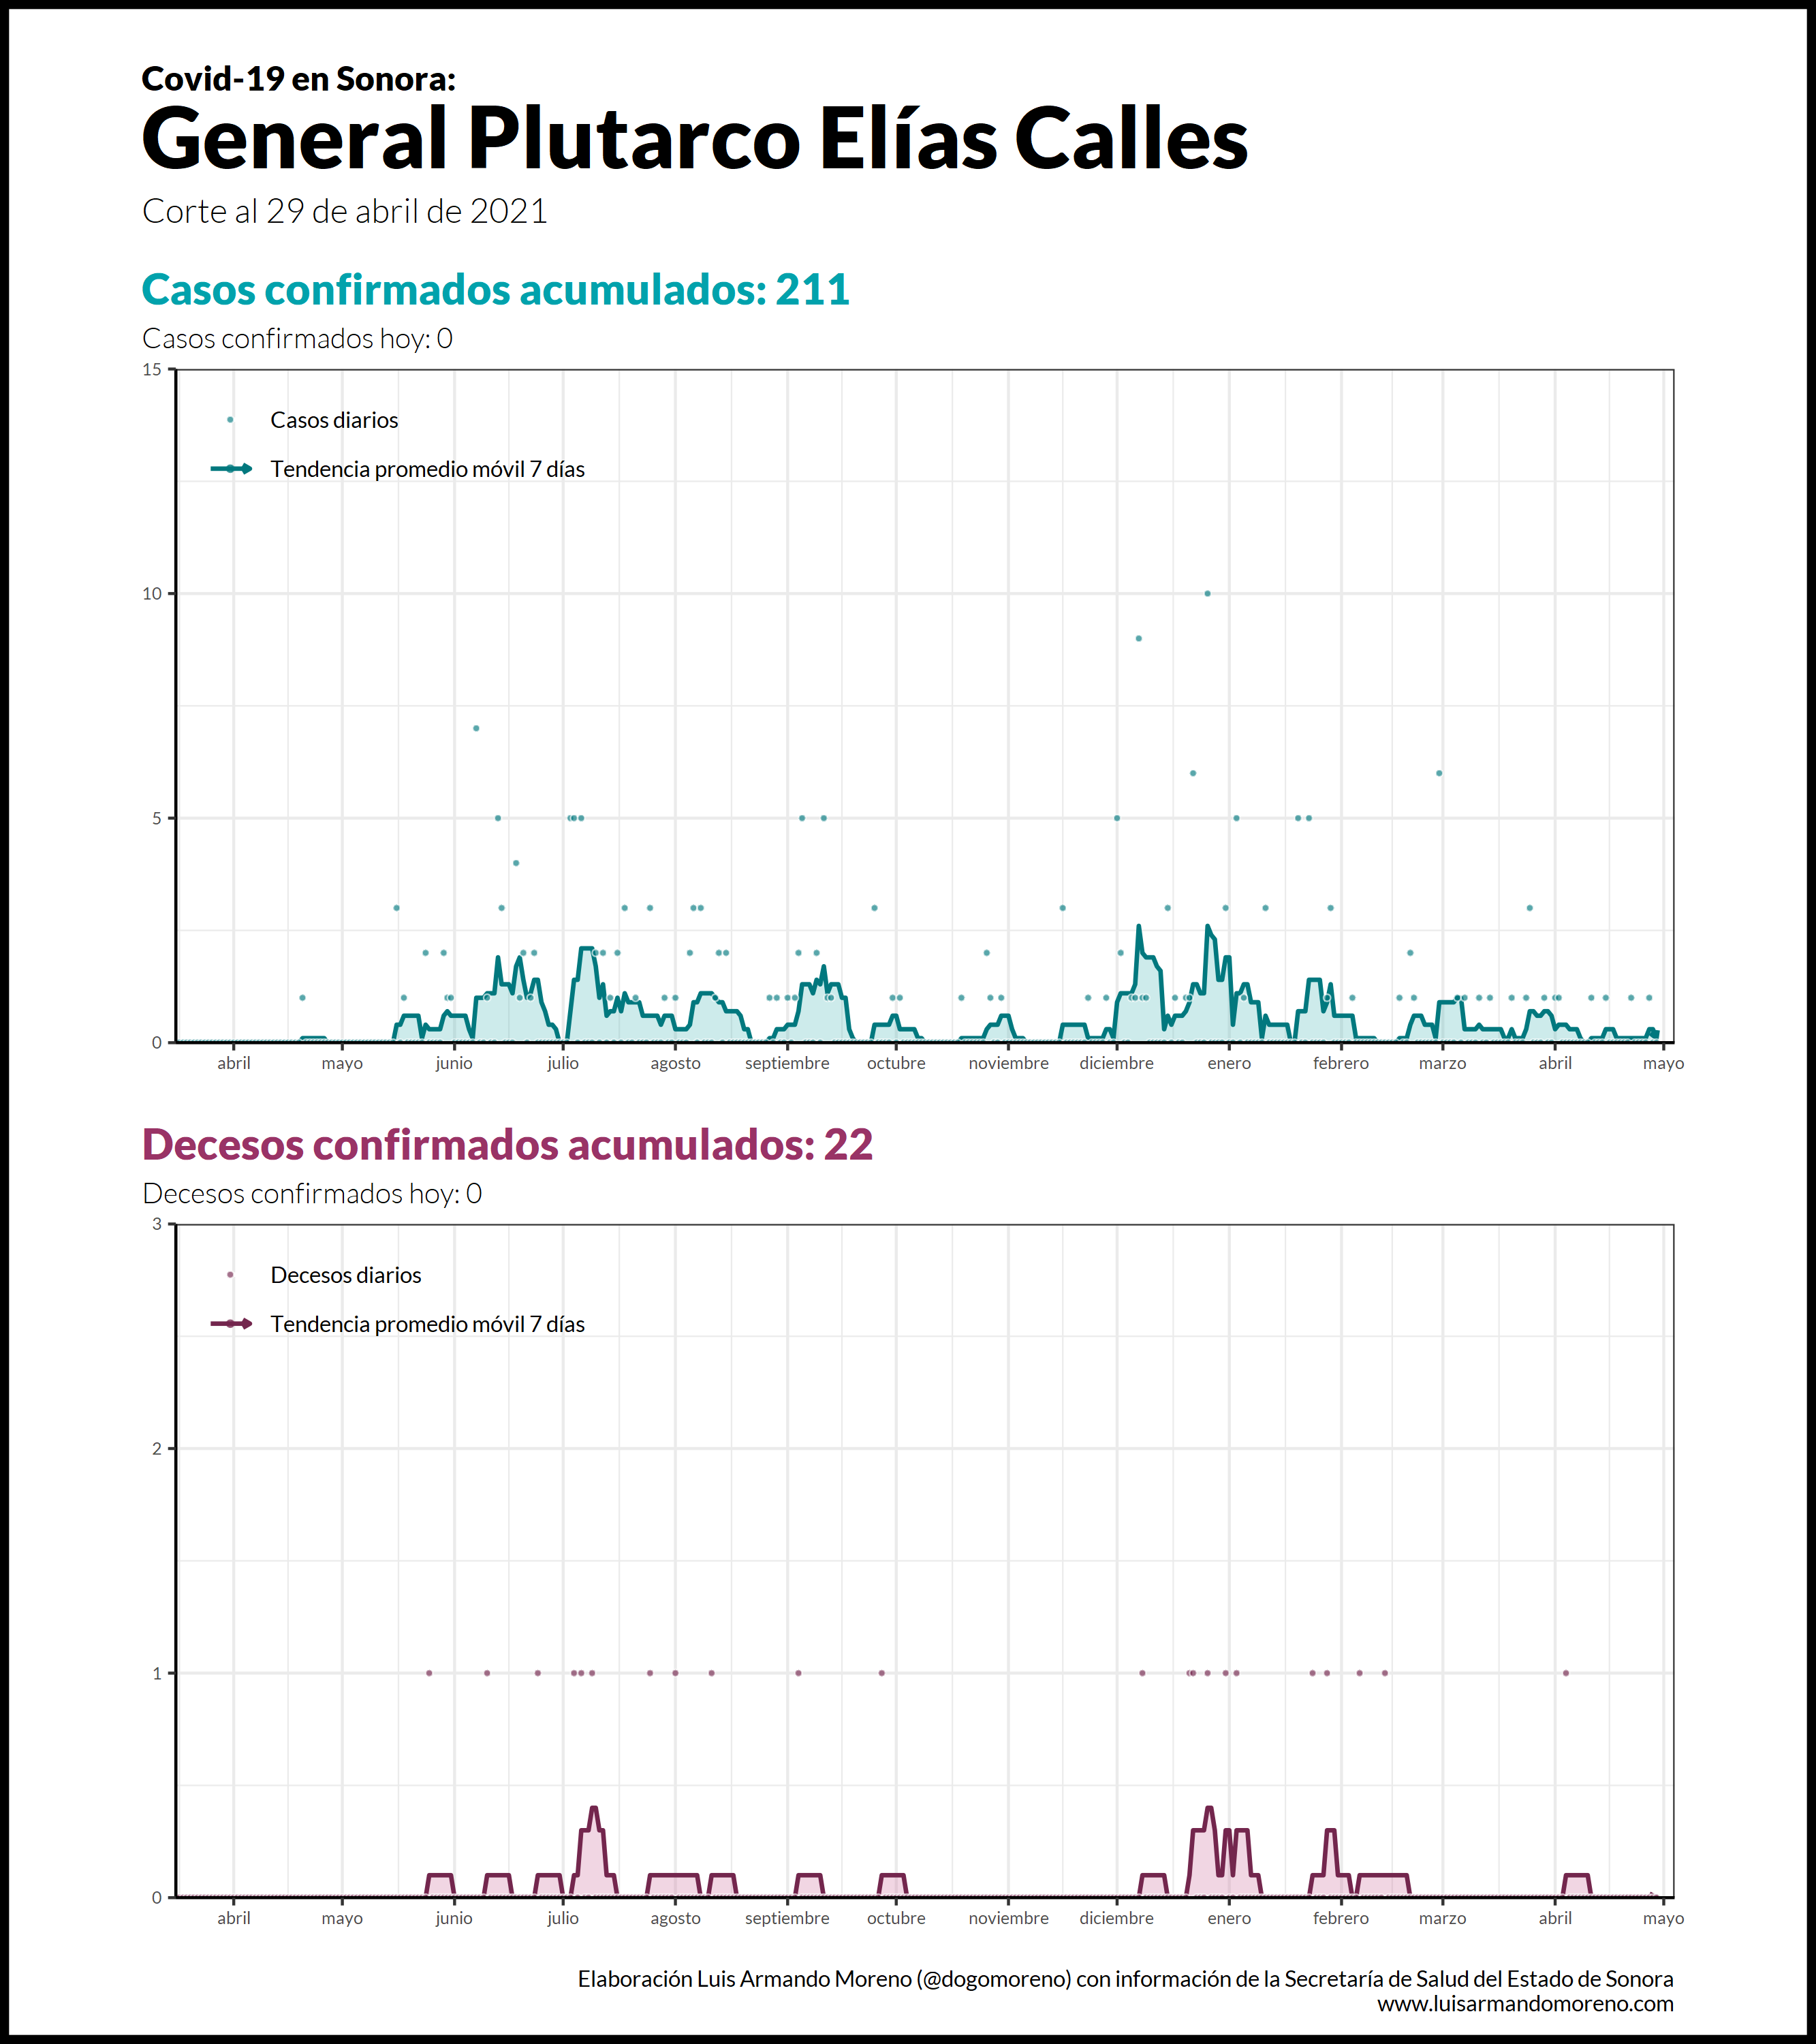 Covid-19 en Sonora:
General Plutarco Elías Calles
Corte al 29 de abril de 2021
Casos confirmados acumulados: 211
Casos confirmados hoy: 0
15
Casos diarios
Tendencia promedio móvil 7 días
10
5
0
abril mayo junio julio agosto septiembre octubre noviembre diciembre enero febrero marzo abril mayo
Decesos confirmados acumulados: 22
Decesos confirmados hoy: 0
3
Decesos diarios
Tendencia promedio móvil 7 días
2
1
0
abril mayo junio julio agosto septiembre octubre noviembre diciembre enero febrero marzo abril mayo
Elaboración Luis Armando Moreno (@dogomoreno) con información de la Secretaría de Salud del Estado de Sonora
www.luisarmandomoreno.com